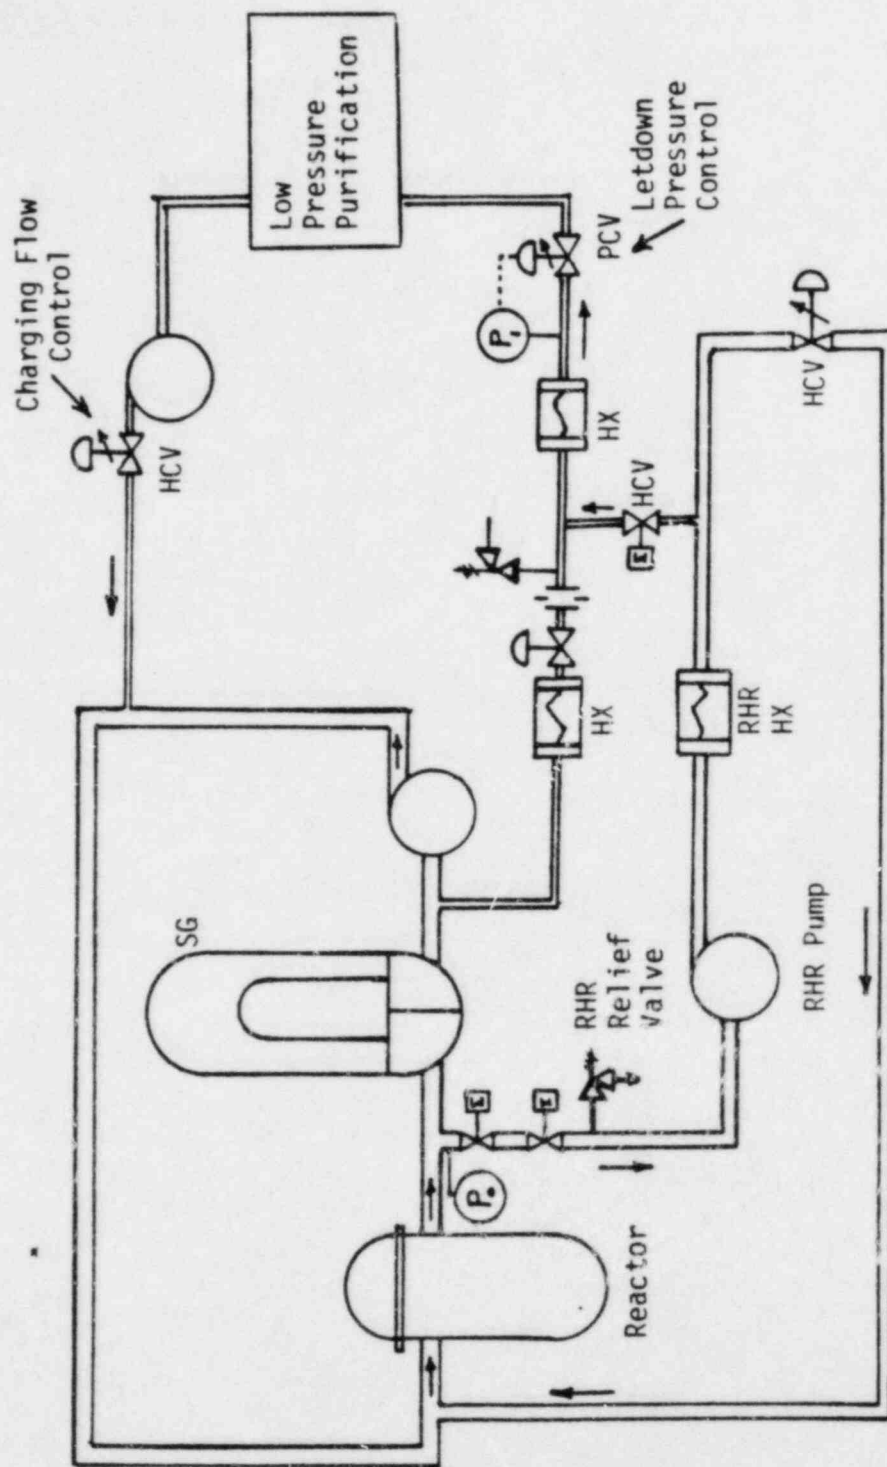 Charging Flow
Control
HCV
Low
Pressure
Purification
P₁
PCV
Letdown
Pressure
Control
HX
HCV
HCV
SG
HX
RHR
HX
RHR
Relief
Valve
RHR Pump
P₀
Reactor